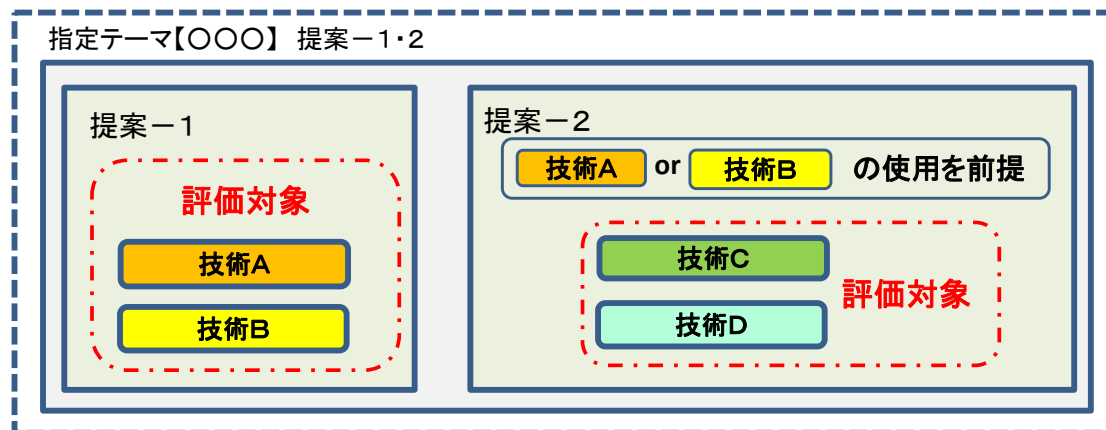 指定テーマ【〇〇〇】 提案－１・２
提案－１
評価対象
技術A
技術B
提案－２
技術A or 技術B の使用を前提
技術C
評価対象
技術D